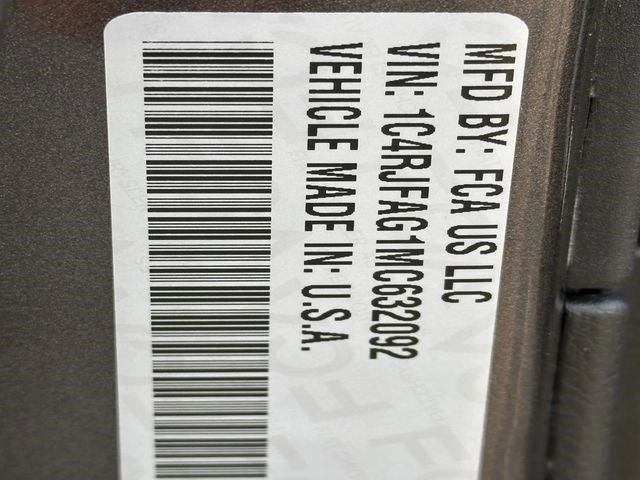 MFD BY: FCA US LLC
VIN: 1C4RJFAG1MC632092
VEHICLE MADE IN: U.S.A.